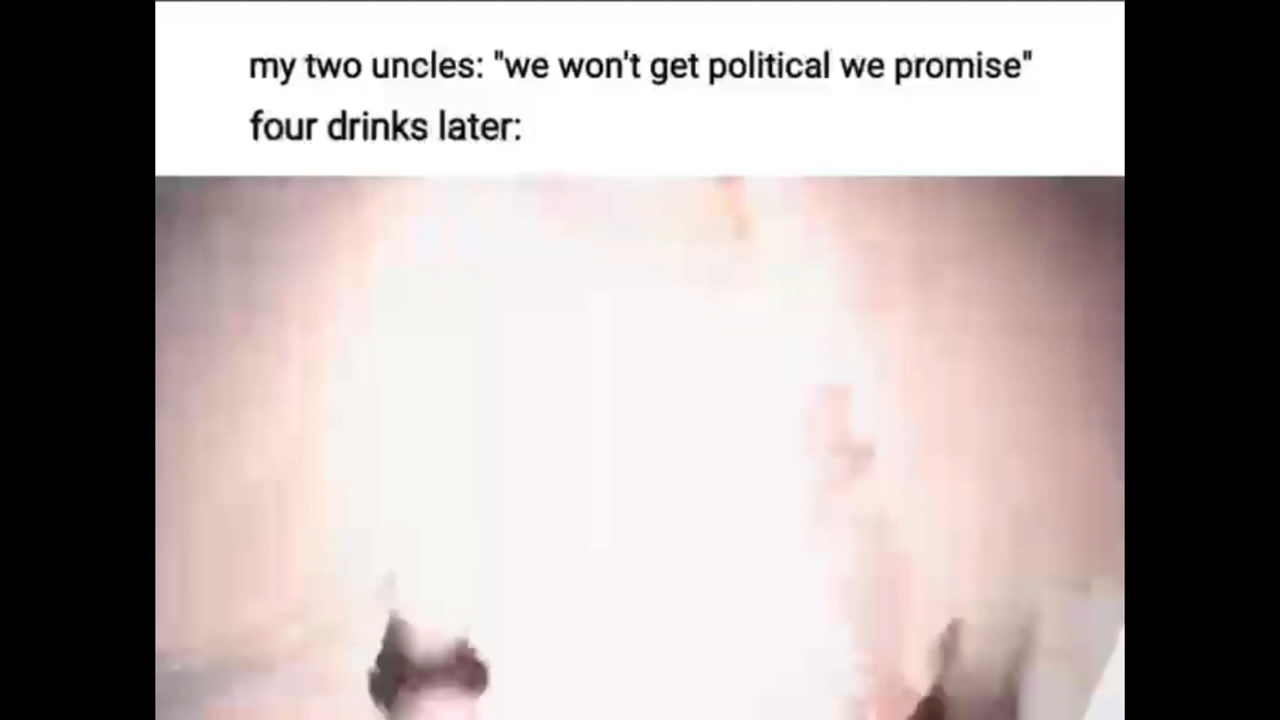 my two uncles: "we won't get political we promise"
four drinks later: